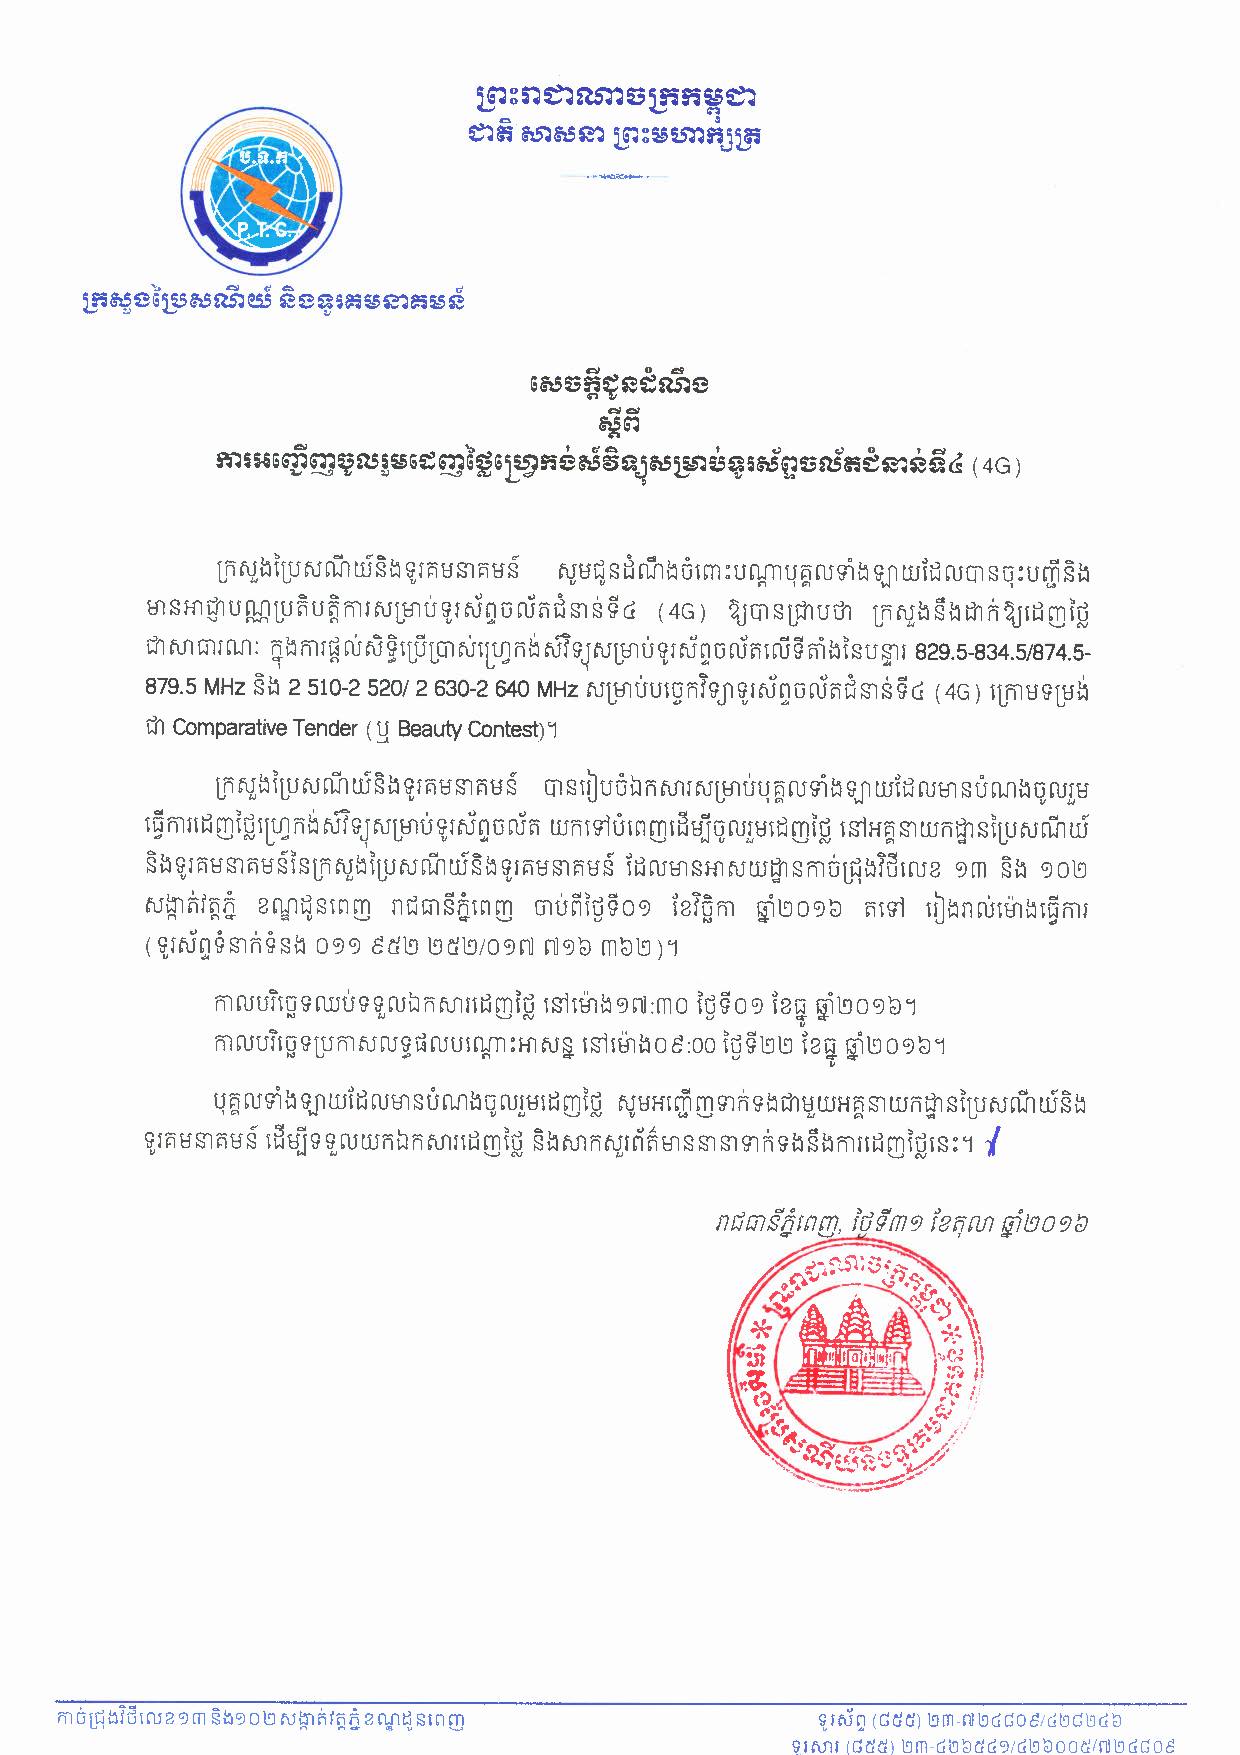 ព្រះរាជាណាចក្រកម្ពុជា
ជាតិ សាសនា ព្រះមហាក្សត្រ
ប.ទ.គ
P.T.C.
ក្រសួងប្រៃសណីយ៍ និងទូរគមនាគមន៍
សេចក្តីជូនដំណឹង
ស្តីពី
ការអញ្ជើញចូលរួមដេញថ្លៃហ្វ្រេកង់ស៍វិទ្យុសម្រាប់ទូរស័ព្ទចល័តជំនាន់ទី៤ (4G)
ក្រសួងប្រៃសណីយ៍និងទូរគមនាគមន៍ សូមជូនដំណឹងចំពោះបណ្តាបុគ្គលទាំងឡាយដែលបានចុះបញ្ជីនិង
មានអាជ្ញាបណ្ណប្រតិបត្តិការសម្រាប់ទូរស័ព្ទចល័តជំនាន់ទី៤ (4G) ឱ្យបានជ្រាបថា ក្រសួងនឹងដាក់ឱ្យដេញថ្លៃ
ជាសាធារណៈ ក្នុងការផ្តល់សិទ្ធិប្រើប្រាស់ហ្វ្រេកង់ស៍វិទ្យុសម្រាប់ទូរស័ព្ទចល័តលើទីតាំងនៃបន្ទារ 829.5-834.5/874.5-
879.5 MHz និង 2 510-2 520/ 2 630-2 640 MHz សម្រាប់បច្ចេកវិទ្យាទូរស័ព្ទចល័តជំនាន់ទី៤ (4G) ក្រោមទម្រង់
ជា Comparative Tender (ឬ Beauty Contest)។
ក្រសួងប្រៃសណីយ៍និងទូរគមនាគមន៍ បានរៀបចំឯកសារសម្រាប់បុគ្គលទាំងឡាយដែលមានបំណងចូលរួម
ធ្វើការដេញថ្លៃហ្វ្រេកង់ស៍វិទ្យុសម្រាប់ទូរស័ព្ទចល័ត យកទៅបំពេញដើម្បីចូលរួមដេញថ្លៃ នៅអគ្គនាយកដ្ឋានប្រៃសណីយ៍
និងទូរគមនាគមន៍នៃក្រសួងប្រៃសណីយ៍និងទូរគមនាគមន៍ ដែលមានអាសយដ្ឋានកាច់ជ្រុងវិថីលេខ ១៣ និង ១០២
សង្កាត់វត្តភ្នំ ខណ្ឌដូនពេញ រាជធានីភ្នំពេញ ចាប់ពីថ្ងៃទី០១ ខែវិច្ឆិកា ឆ្នាំ២០១៦ តទៅ រៀងរាល់ម៉ោងធ្វើការ
(ទូរស័ព្ទទំនាក់ទំនង ០១១ ៩៥២ ២៥២/០១៧ ៧១៦ ៣៦២)។
កាលបរិច្ឆេទឈប់ទទួលឯកសារដេញថ្លៃ នៅម៉ោង១៧:៣០ ថ្ងៃទី០១ ខែធ្នូ ឆ្នាំ២០១៦។
កាលបរិច្ឆេទប្រកាសលទ្ធផលបណ្តោះអាសន្ន នៅម៉ោង០៩:០០ ថ្ងៃទី២២ ខែធ្នូ ឆ្នាំ២០១៦។
បុគ្គលទាំងឡាយដែលមានបំណងចូលរួមដេញថ្លៃ សូមអញ្ជើញទាក់ទងជាមួយអគ្គនាយកដ្ឋានប្រៃសណីយ៍និង
ទូរគមនាគមន៍ ដើម្បីទទួលយកឯកសារដេញថ្លៃ និងសាកសួរព័ត៌មាននានាទាក់ទងនឹងការដេញថ្លៃនេះ។
រាជធានីភ្នំពេញ, ថ្ងៃទី៣១ ខែតុលា ឆ្នាំ២០១៦
ព្រះរាជាណាចក្រកម្ពុជា
ក្រសួងប្រៃសណីយ៍និងទូរគមនាគមន៍
កាច់ជ្រុងវិថីលេខ១៣និង១០២សង្កាត់វត្តភ្នំខណ្ឌដូនពេញ
ទូរស័ព្ទ (៨៥៥) ២៣-៧២៤៨០៩/៤២៨២៤៦
ទូរសារ (៨៥៥) ២៣-៤២៦៥៤១/៤២៦០០៥/៧២៤៨០៩